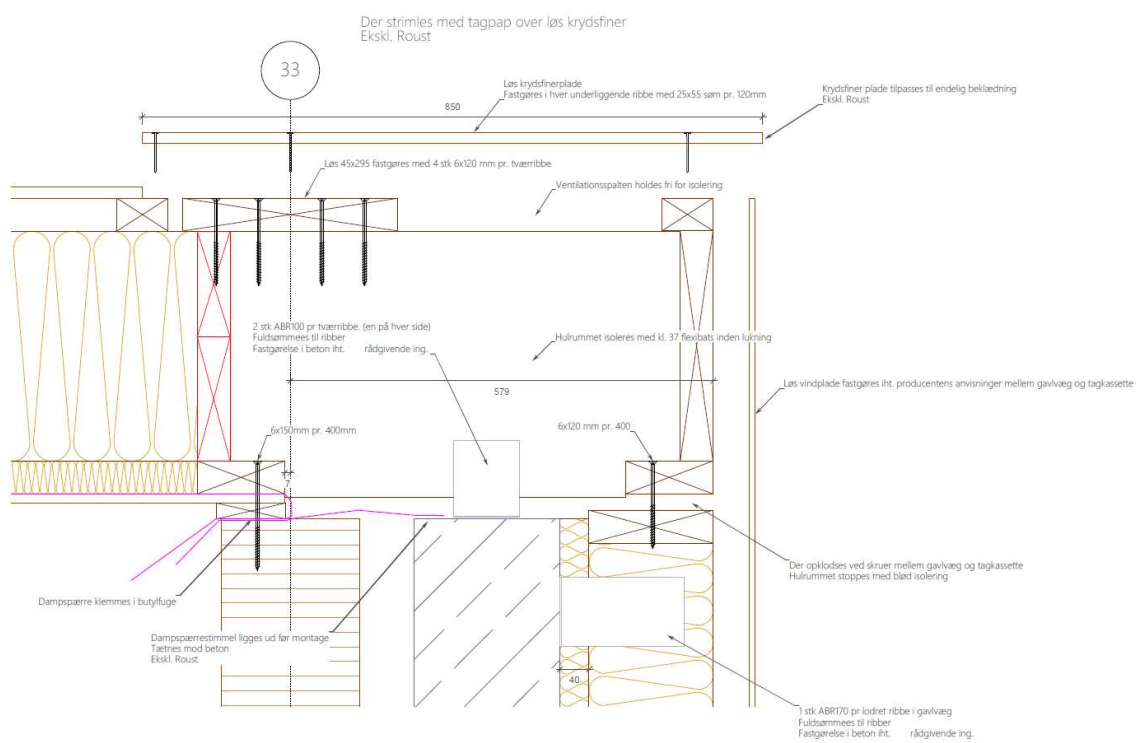 Der strimles med tagpap over løs krydsfiner
Ekskl. Roust
33
Løs krydsfinerplade
Fastgøres i hver underliggende ribbe med 25x55 søm pr. 120mm
850
Krydsfiner plade tilpasses til endelig beklædning
Ekskl. Roust
Løs 45x295 fastgøres med 4 stk 6x120 mm pr. tværribbe
Ventilationsspalten holdes fri for isolering
2 stk ABR100 pr tværribbe. (en på hver side)
Fuldsømmees til ribber
Fastgørelse i beton iht. rådgivende ing.
Hulrummet isoleres med kl. 37 flexibats inden lukning
579
Løs vindplade fastgøres iht. producentens anvisninger mellem gavlvæg og tagkassette
6x150mm pr. 400mm
6x120 mm pr. 400
7
Der opklodses ved skruer mellem gavlvæg og tagkassette
Hulrummet stoppes med blød isolering
Dampspærre klemmes i butylfuge
Dampspærrestimmel ligges ud før montage
Tætnes mod beton
Ekskl. Roust
40
1 stk ABR170 pr lodret ribbe i gavlvæg
Fuldsømmees til ribber
Fastgørelse i beton iht. rådgivende ing.